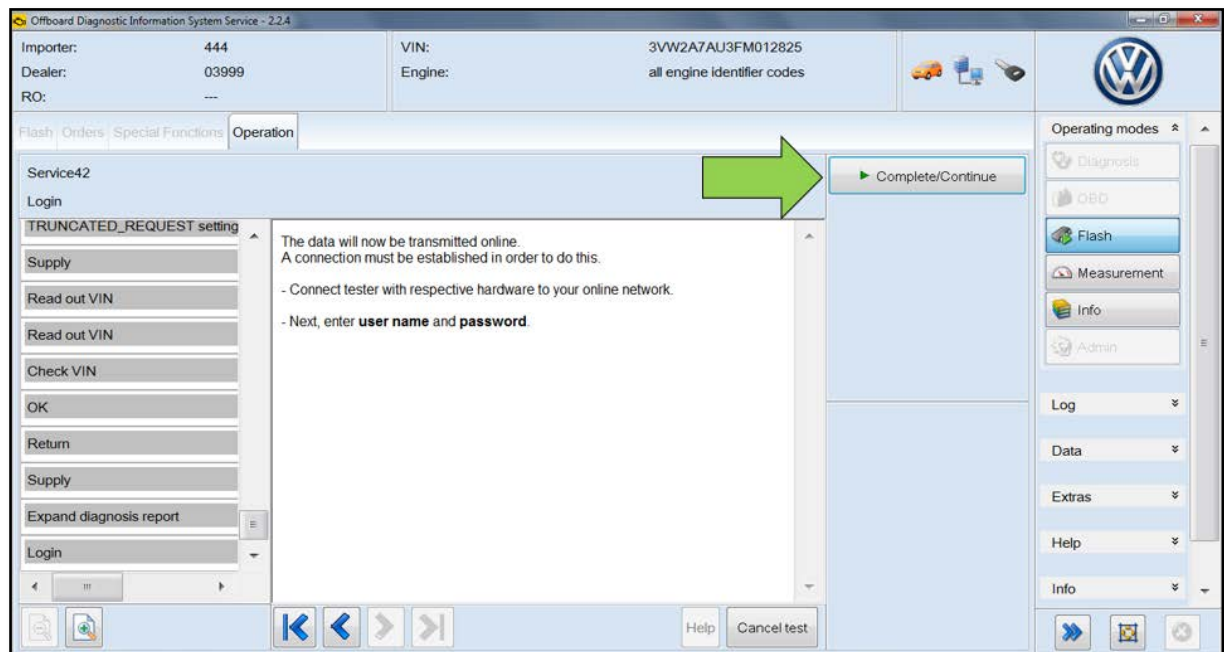 Offboard Diagnostic Information System Service - 2.2.4
Importer: 444 VIN: 3VW2A7AU3FM012825
Dealer: 03999 Engine: all engine identifier codes
RO: ---
Flash Orders Special Functions Operation
Service42
Login
TRUNCATED_REQUEST setting
Supply
Read out VIN
Read out VIN
Check VIN
OK
Return
Supply
Expand diagnosis report
Login
The data will now be transmitted online.
A connection must be established in order to do this.
- Connect tester with respective hardware to your online network.
- Next, enter user name and password.
Help
Cancel test
Complete/Continue
Operating modes
Diagnosis
OBD
Flash
Measurement
Info
Admin
Log
Data
Extras
Help
Info